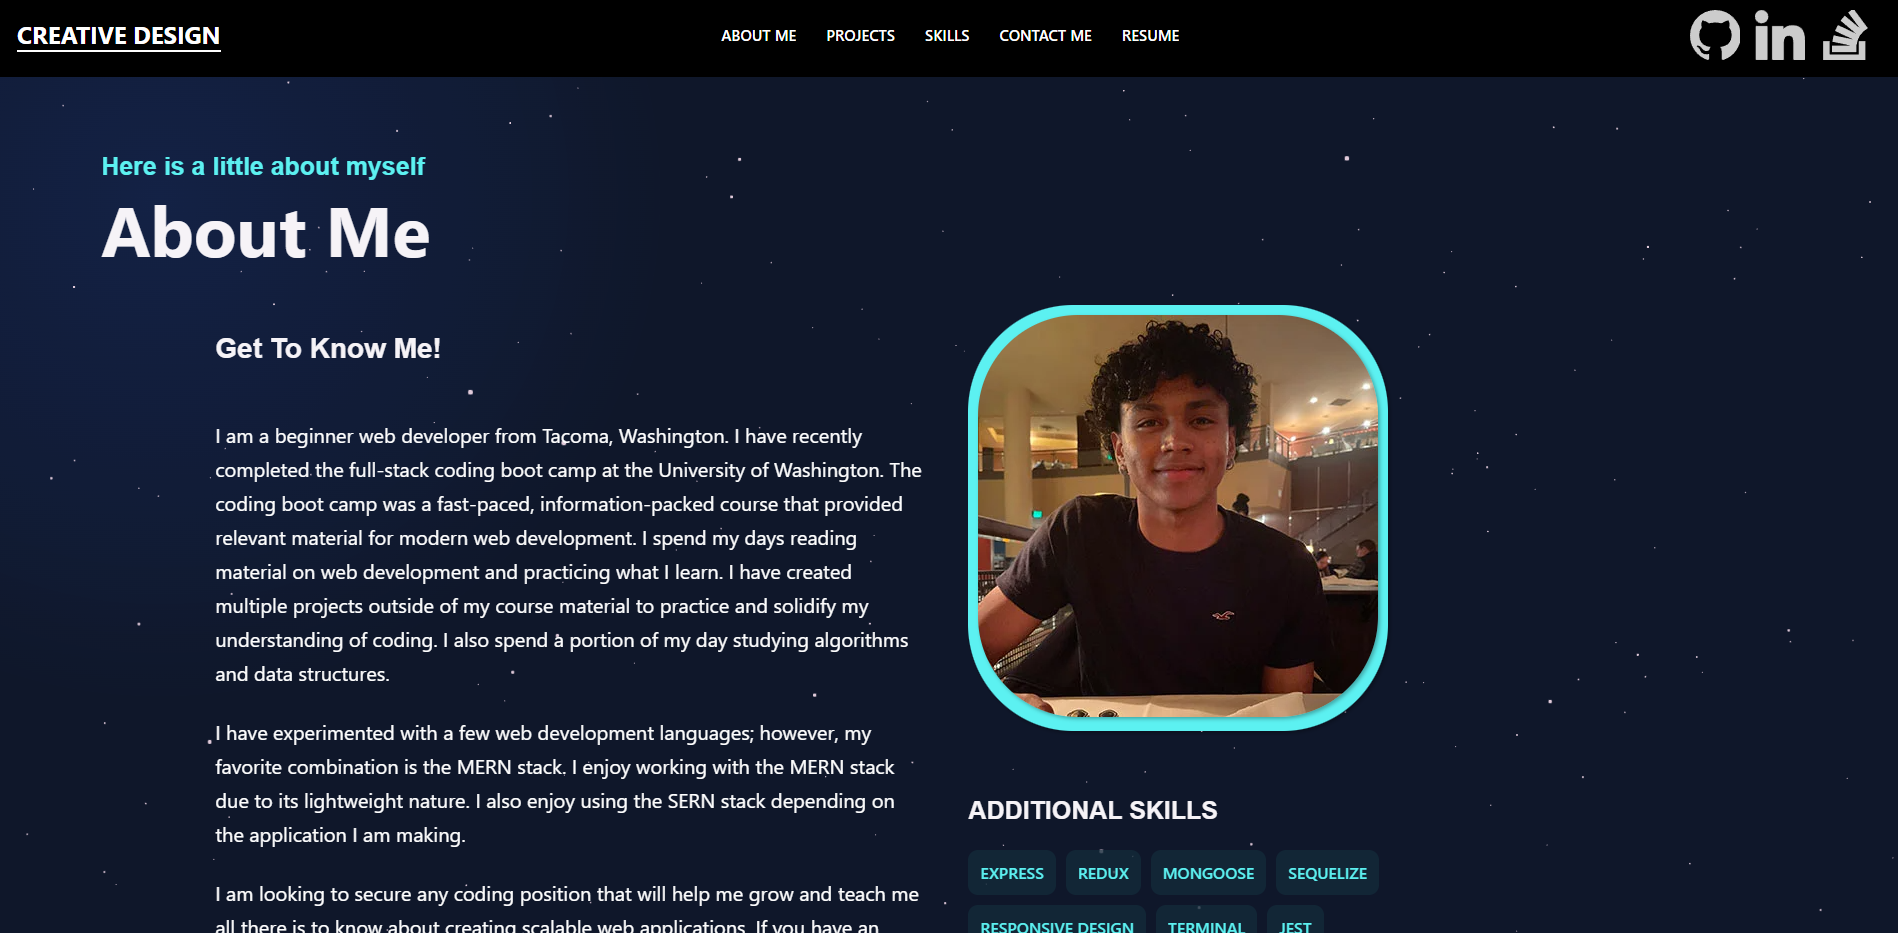 CREATIVE DESIGN
ABOUT ME PROJECTS SKILLS CONTACT ME RESUME
in
Here is a little about myself
About Me
Get To Know Me!
I am a beginner web developer from Tacoma, Washington. I have recently
completed the full-stack coding boot camp at the University of Washington. The
coding boot camp was a fast-paced, information-packed course that provided
relevant material for modern web development. I spend my days reading
material on web development and practicing what I learn. I have created
multiple projects outside of my course material to practice and solidify my
understanding of coding. I also spend a portion of my day studying algorithms
and data structures.
I have experimented with a few web development languages; however, my
favorite combination is the MERN stack. I enjoy working with the MERN stack
due to its lightweight nature. I also enjoy using the SERN stack depending on
the application I am making.
I am looking to secure any coding position that will help me grow and teach me
all there is to know about creating scalable web applications. If you have an
ADDITIONAL SKILLS
EXPRESS REDUX MONGOOSE SEQUELIZE
RESPONSIVE DESIGN TERMINAL JEST